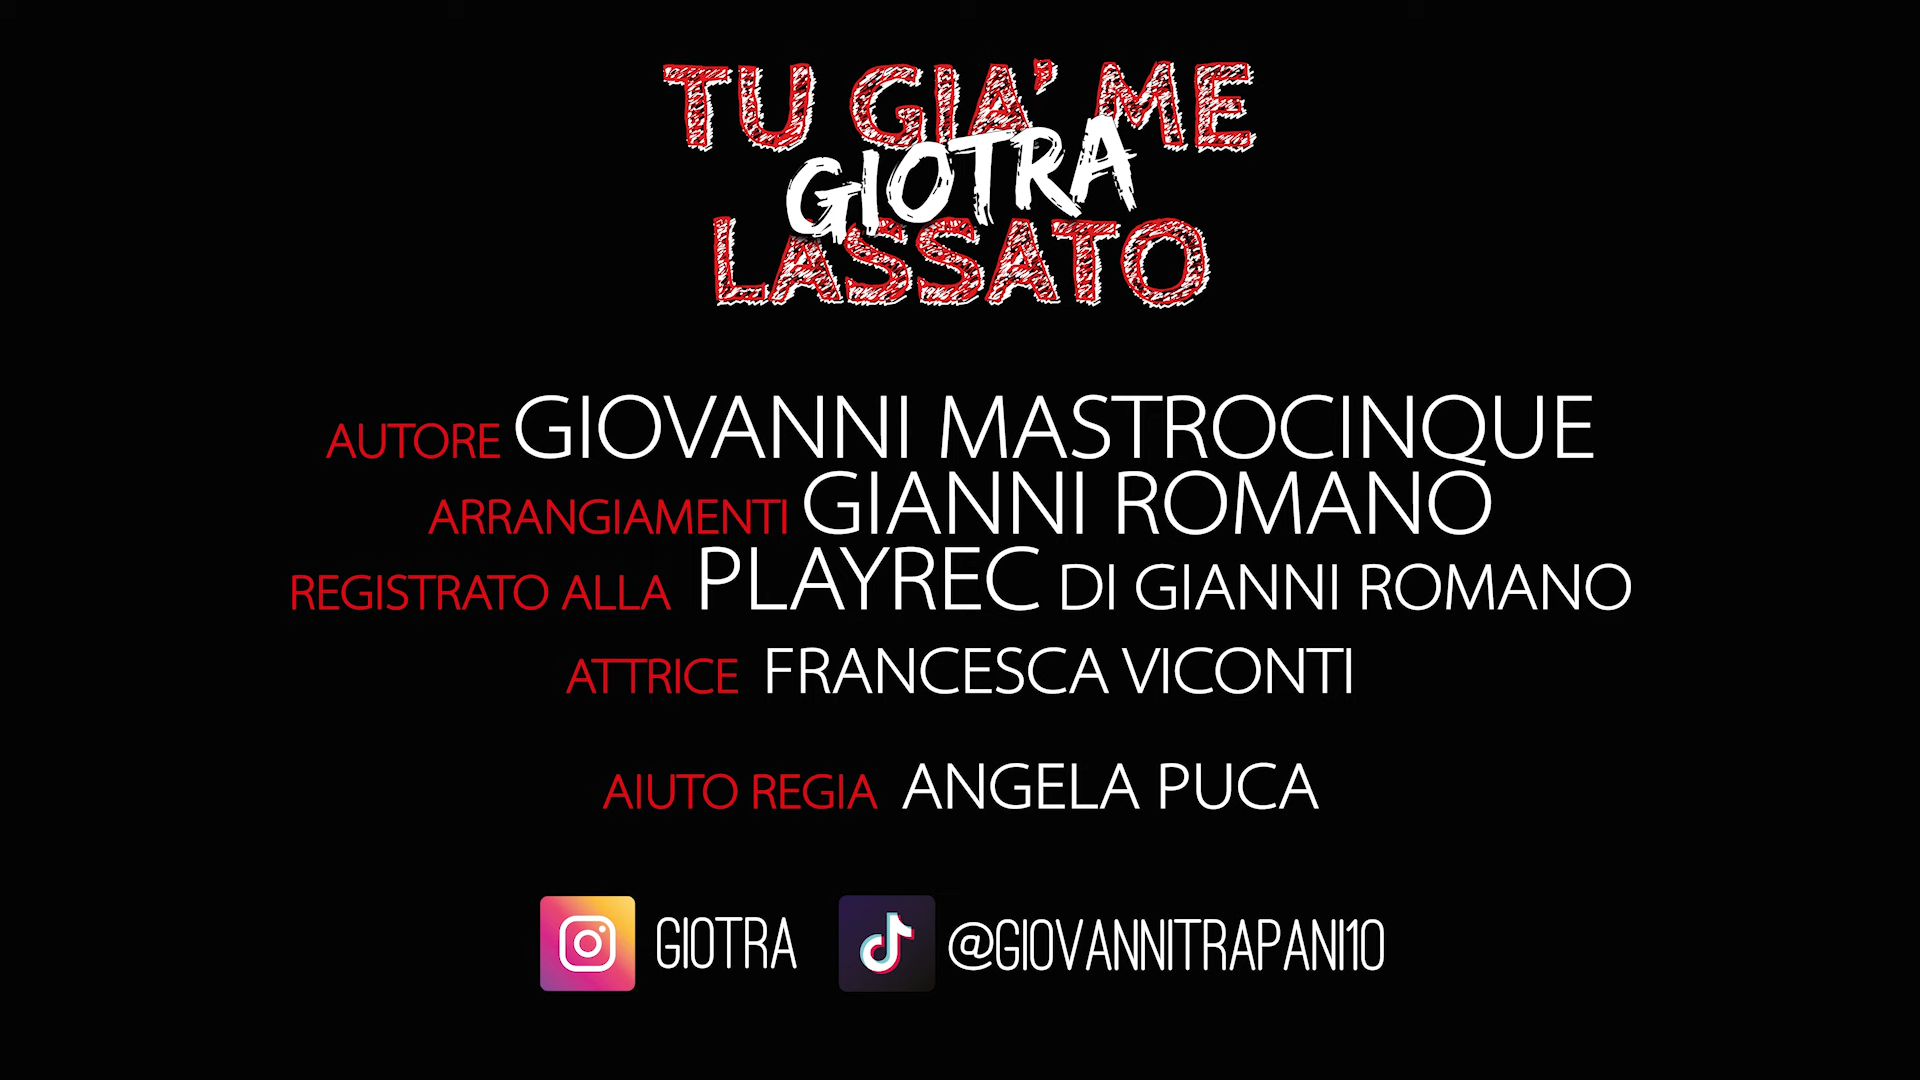 TU GIA' ME
GIOTRA
LASSATO
AUTORE GIOVANNI MASTROCINQUE
ARRANGIAMENTI GIANNI ROMANO
REGISTRATO ALLA PLAYREC DI GIANNI ROMANO
ATTRICE FRANCESCA VICONTI
AIUTO REGIA ANGELA PUCA
GIOTRA @GIOVANNITRAPANI10